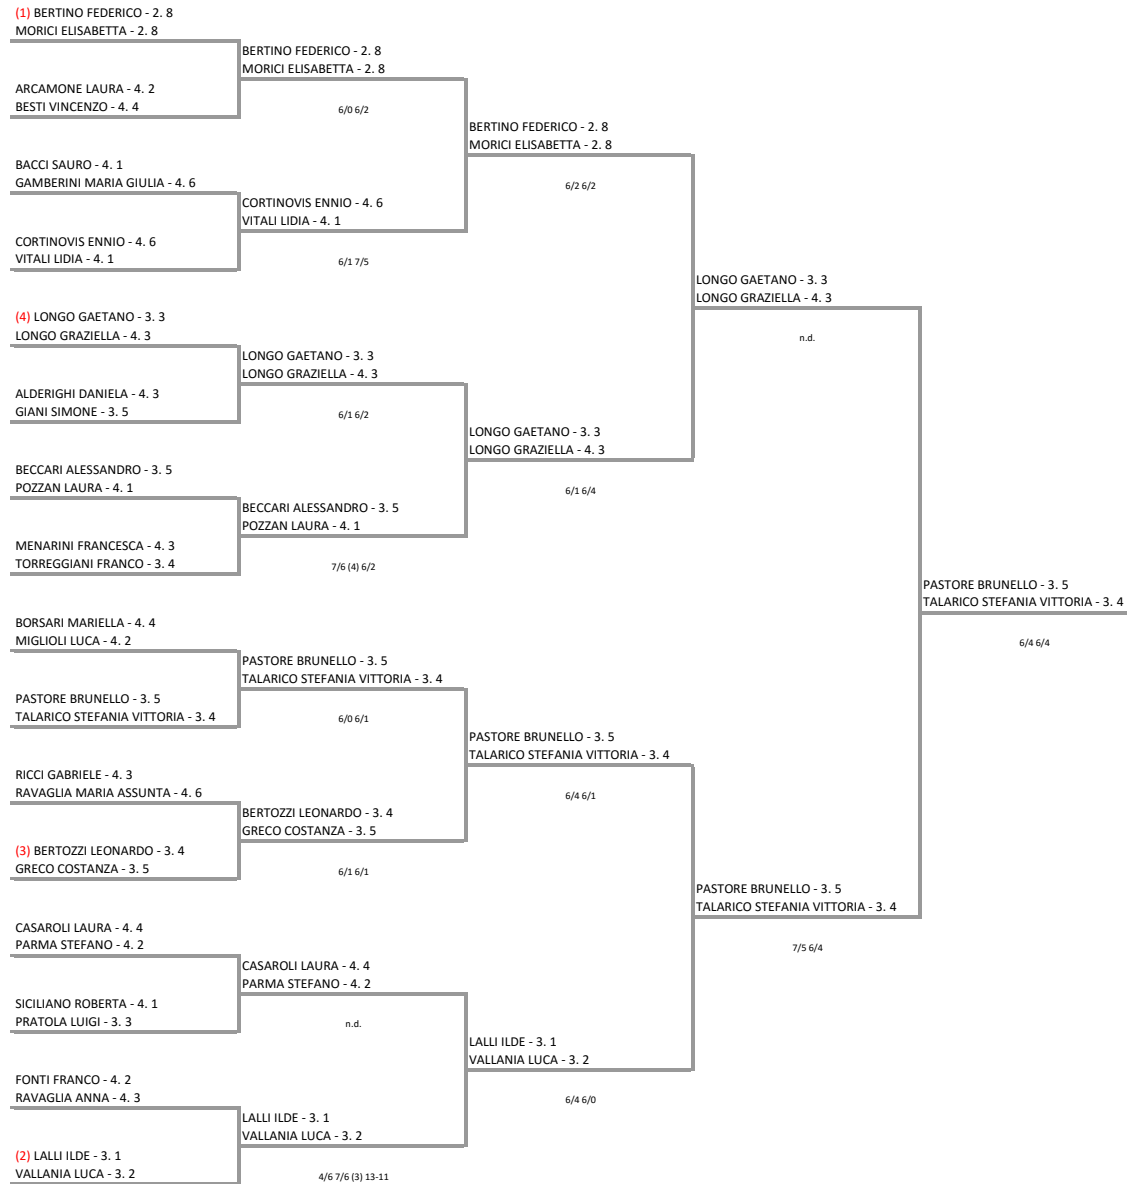 (1) BERTINO FEDERICO - 2. 8
MORICI ELISABETTA - 2. 8
BERTINO FEDERICO - 2. 8
MORICI ELISABETTA - 2. 8
ARCAMONE LAURA - 4. 2
BESTI VINCENZO - 4. 4
6/0 6/2
BERTINO FEDERICO - 2. 8
MORICI ELISABETTA - 2. 8
BACCI SAURO - 4. 1
GAMBERINI MARIA GIULIA - 4. 6
6/2 6/2
CORTINOVIS ENNIO - 4. 6
VITALI LIDIA - 4. 1
CORTINOVIS ENNIO - 4. 6
VITALI LIDIA - 4. 1
6/1 7/5
LONGO GAETANO - 3. 3
LONGO GRAZIELLA - 4. 3
(4) LONGO GAETANO - 3. 3
LONGO GRAZIELLA - 4. 3
n.d.
LONGO GAETANO - 3. 3
LONGO GRAZIELLA - 4. 3
ALDERIGHI DANIELA - 4. 3
GIANI SIMONE - 3. 5
6/1 6/2
LONGO GAETANO - 3. 3
LONGO GRAZIELLA - 4. 3
BECCARI ALESSANDRO - 3. 5
POZZAN LAURA - 4. 1
6/1 6/4
BECCARI ALESSANDRO - 3. 5
POZZAN LAURA - 4. 1
MENARINI FRANCESCA - 4. 3
TORREGGIANI FRANCO - 3. 4
7/6 (4) 6/2
PASTORE BRUNELLO - 3. 5
TALARICO STEFANIA VITTORIA - 3. 4
BORSARI MARIELLA - 4. 4
MIGLIOLI LUCA - 4. 2
6/4 6/4
PASTORE BRUNELLO - 3. 5
TALARICO STEFANIA VITTORIA - 3. 4
PASTORE BRUNELLO - 3. 5
TALARICO STEFANIA VITTORIA - 3. 4
6/0 6/1
PASTORE BRUNELLO - 3. 5
TALARICO STEFANIA VITTORIA - 3. 4
RICCI GABRIELE - 4. 3
RAVAGLIA MARIA ASSUNTA - 4. 6
6/4 6/1
BERTOZZI LEONARDO - 3. 4
GRECO COSTANZA - 3. 5
(3) BERTOZZI LEONARDO - 3. 4
GRECO COSTANZA - 3. 5
6/1 6/1
PASTORE BRUNELLO - 3. 5
TALARICO STEFANIA VITTORIA - 3. 4
CASAROLI LAURA - 4. 4
PARMA STEFANO - 4. 2
7/5 6/4
CASAROLI LAURA - 4. 4
PARMA STEFANO - 4. 2
SICILIANO ROBERTA - 4. 1
PRATOLA LUIGI - 3. 3
n.d.
LALLI ILDE - 3. 1
VALLANIA LUCA - 3. 2
FONTI FRANCO - 4. 2
RAVAGLIA ANNA - 4. 3
6/4 6/0
LALLI ILDE - 3. 1
VALLANIA LUCA - 3. 2
(2) LALLI ILDE - 3. 1
VALLANIA LUCA - 3. 2
4/6 7/6 (3) 13-11